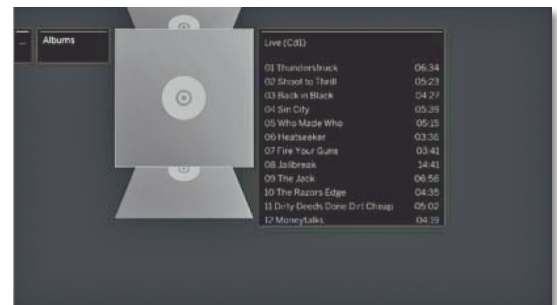 ...
Albums
Live (Cd1)
01 Thunderstruck 06:34
02 Shoot to Thrill 05:23
03 Back in Black 04:27
04 Sin City 05:39
05 Who Made Who 05:15
06 Heatseeker 03:38
07 Fire Your Guns 03:41
08 Jailbreak 14:41
09 The Jack 06:56
10 The Razors Edge 04:35
11 Dirty Deeds Done Dirt Cheap 05:02
12 Moneytalks 04:19